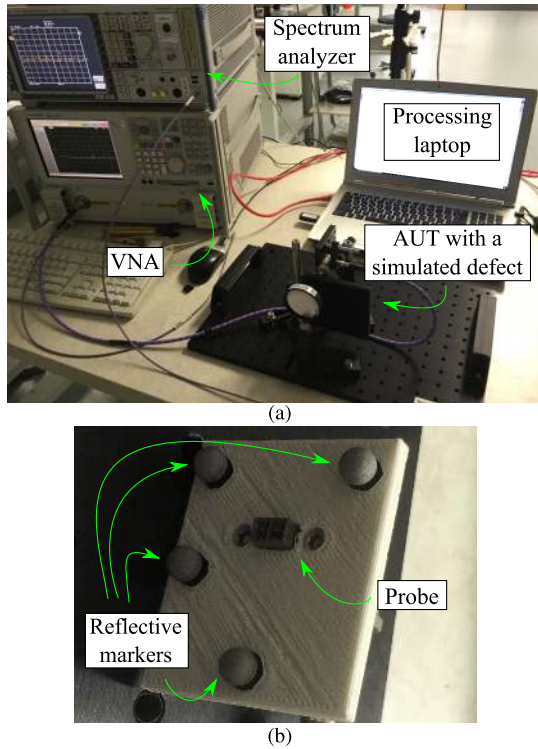 Spectrum
analyzer
Processing
laptop
VNA
AUT with a
simulated defect
(a)
Probe
Reflective
markers
(b)